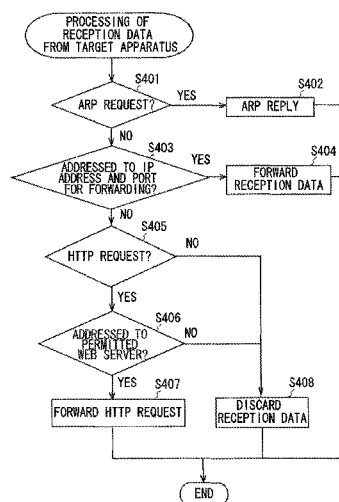 PROCESSING OF
RECEPTION DATA
FROM TARGET APPARATUS
S401
ARP REQUEST?
YES
S402
ARP REPLY
NO
S403
ADDRESSED TO IP
ADDRESS AND PORT
FOR FORWARDING?
YES
S404
FORWARD
RECEPTION DATA
NO
S405
HTTP REQUEST?
NO
YES
S406
ADDRESSED TO
PERMITTED
WEB SERVER?
NO
YES
S407
FORWARD HTTP REQUEST
S408
DISCARD
RECEPTION DATA
END